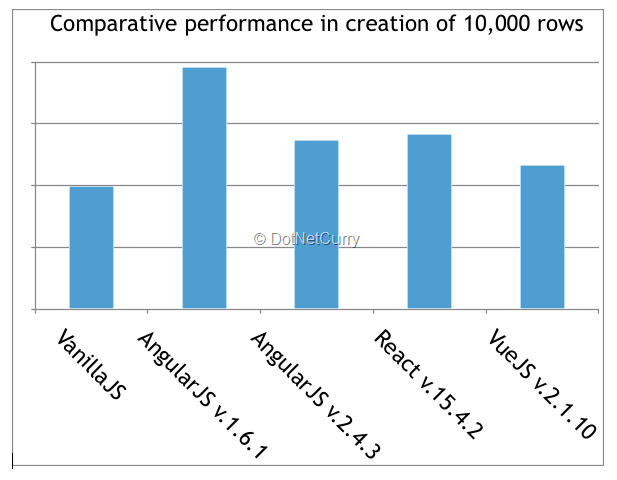 Comparative performance in creation of 10,000 rows
© DotNetCurry
VanillaJS
AngularJS v.1.6.1
AngularJS v.2.4.3
React v.15.4.2
VueJS v.2.1.10